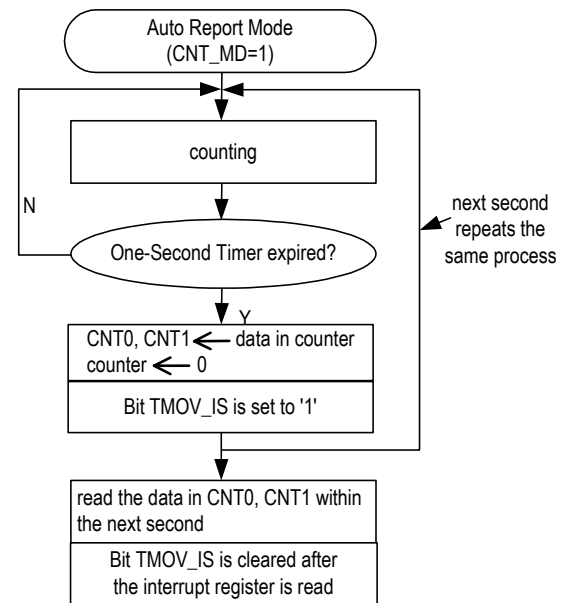 Auto Report Mode
(CNT_MD=1)
counting
N
next second
repeats the
same process
One-Second Timer expired?
Y
CNT0, CNT1 ← data in counter
counter ← 0
Bit TMOV_IS is set to '1'
read the data in CNT0, CNT1 within
the next second
Bit TMOV_IS is cleared after
the interrupt register is read